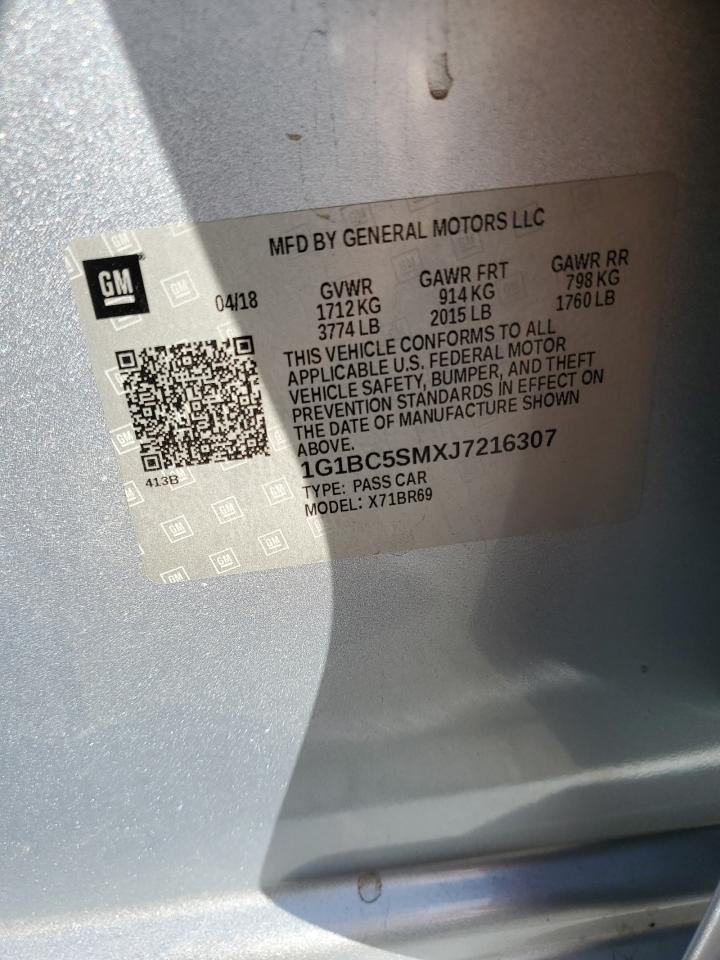 MFD BY GENERAL MOTORS LLC
GM
04/18
GVWR GAWR FRT GAWR RR
1712 KG 914 KG 798 KG
3774 LB 2015 LB 1760 LB
THIS VEHICLE CONFORMS TO ALL
APPLICABLE U.S. FEDERAL MOTOR
VEHICLE SAFETY, BUMPER, AND THEFT
PREVENTION STANDARDS IN EFFECT ON
THE DATE OF MANUFACTURE SHOWN
ABOVE.
413B
1G1BC5SMXJ7216307
TYPE: PASS CAR
MODEL: X71BR69